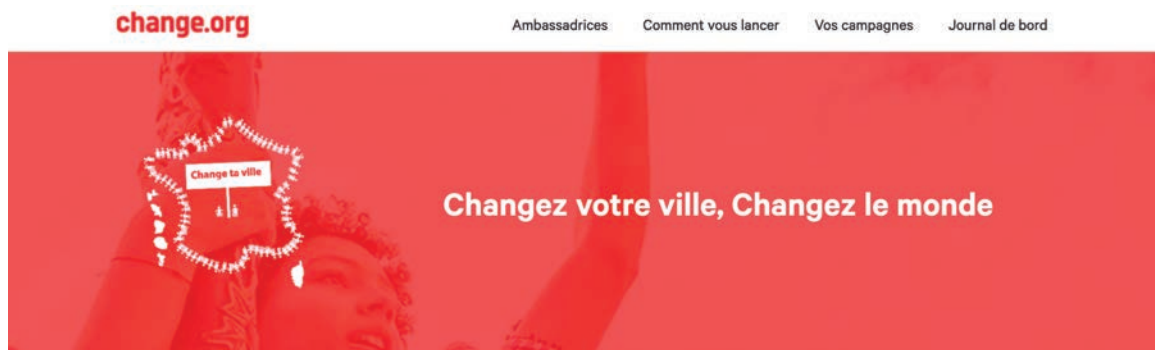 change.org
Ambassadrices Comment vous lancer Vos campagnes Journal de bord
Change ta ville
Changez votre ville, Changez le monde